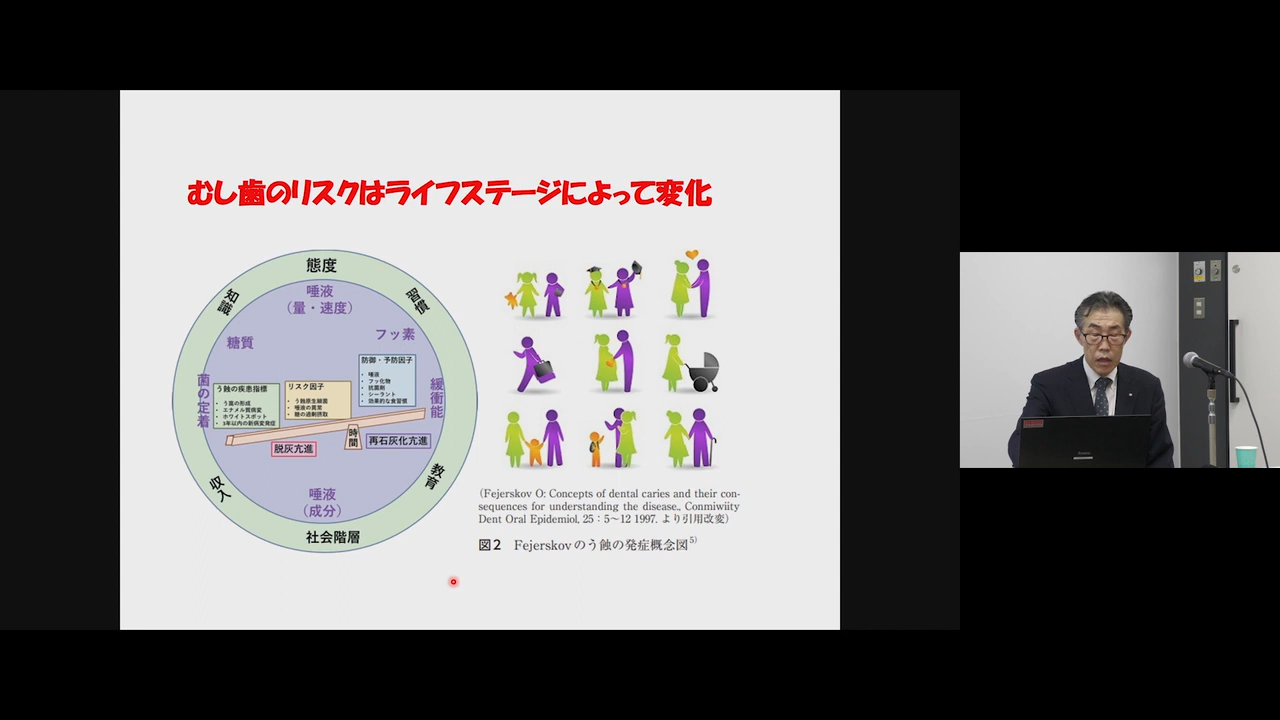 むし歯のリスクはライフステージによって変化
態度
知識
習慣
唾液
(量・速度)
糖質
フッ素
菌の定着
緩衝能
う蝕の疾患指標
• う窩の形成
• エナメル質病変
• ホワイトスポット
• 3年以内の新病変発症
リスク因子
• う蝕原生細菌
• 唾液の異常
• 糖の過剰摂取
防御・予防因子
• 唾液
• フッ化物
• 抗菌剤
• シーラント
• 効果的な食習慣
脱灰亢進
時間
再石灰化亢進
収入
教育
唾液
(成分)
社会階層
(Fejerskov O: Concepts of dental caries and their con-
sequences for understanding the disease., Conmiwiity
Dent Oral Epidemiol, 25：5～12 1997. より引用改変)
図2 Fejerskovのう蝕の発症概念図5)